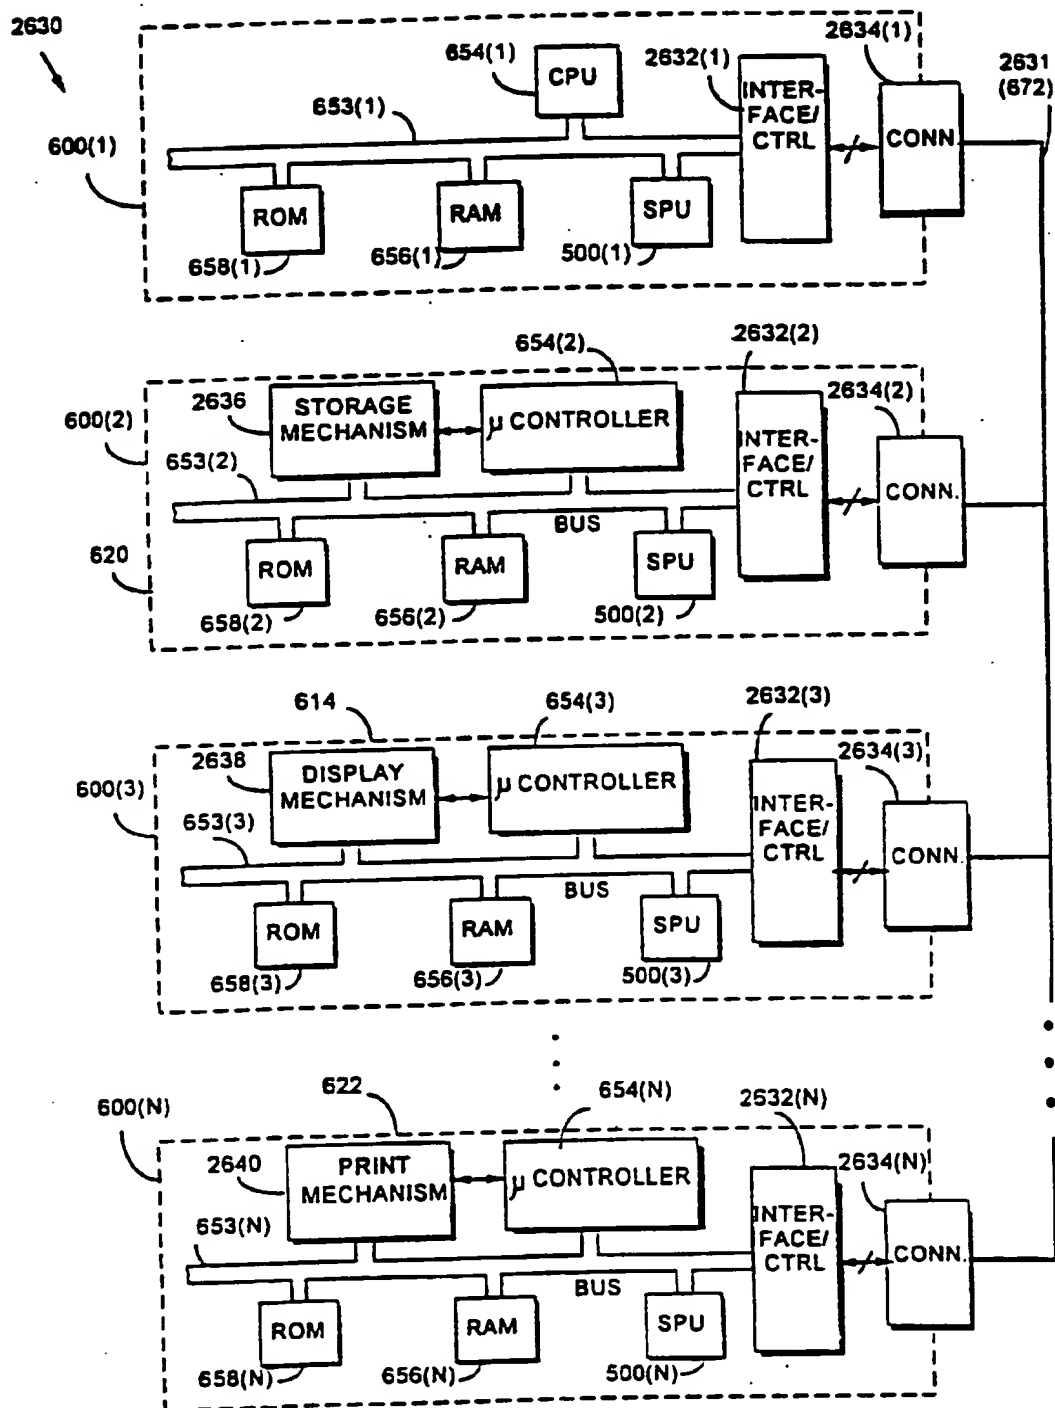 2630
654(1)
CPU
2632(1)
2634(1)
2631
(672)
653(1)
INTER-
FACE/
CTRL
CONN.
600(1)
ROM
RAM
SPU
658(1)
656(1)
500(1)
654(2)
2632(2)
2634(2)
600(2)
2636
STORAGE
MECHANISM
μ CONTROLLER
INTER-
FACE/
CTRL
653(2)
CONN.
BUS
620
ROM
RAM
SPU
658(2)
656(2)
500(2)
614
654(3)
2632(3)
2634(3)
2638
DISPLAY
MECHANISM
μ CONTROLLER
600(3)
INTER-
FACE/
CTRL
653(3)
CONN.
BUS
ROM
RAM
SPU
658(3)
656(3)
500(3)
622
654(N)
2632(N)
600(N)
2634(N)
2640
PRINT
MECHANISM
μ CONTROLLER
INTER-
FACE/
CTRL
653(N)
CONN.
BUS
ROM
RAM
SPU
658(N)
656(N)
500(N)